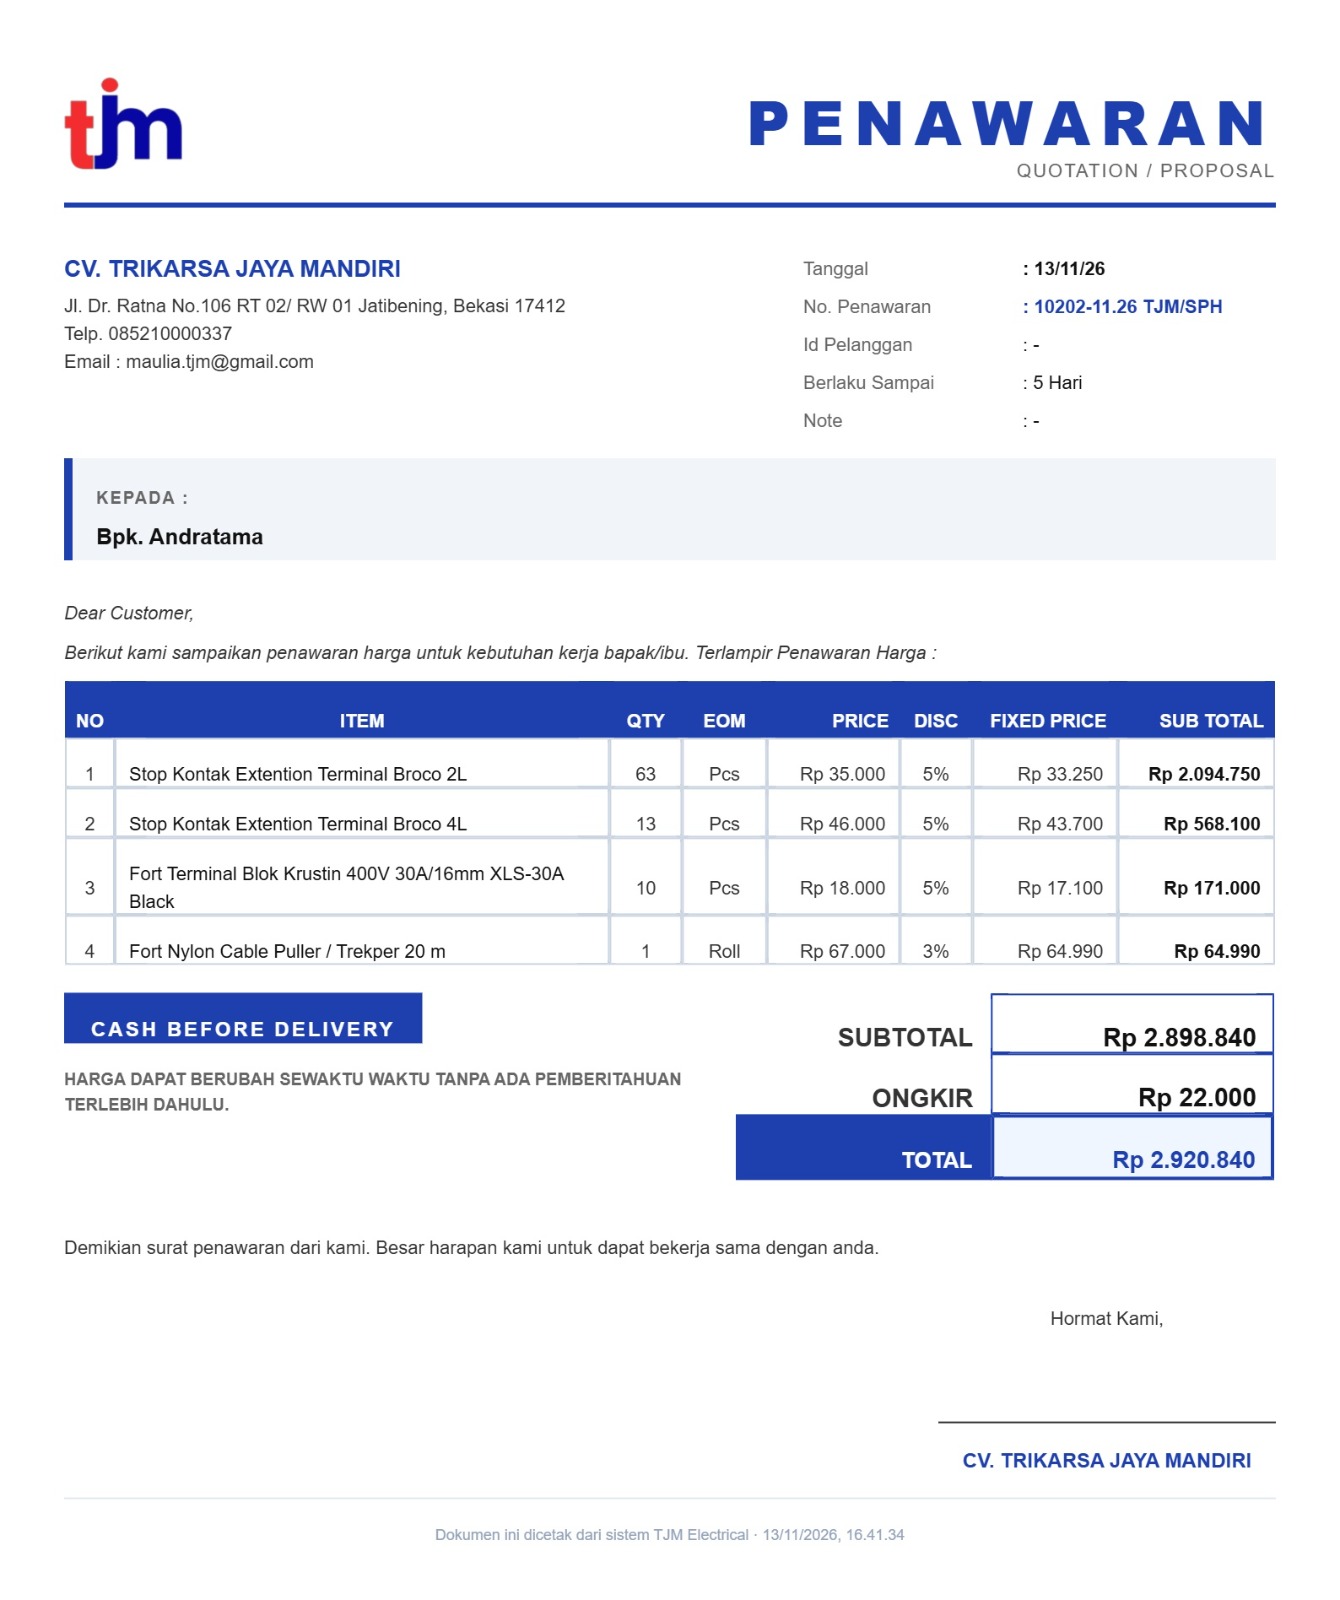 tjm
PENAWARAN
QUOTATION / PROPOSAL
CV. TRIKARSA JAYA MANDIRI
Jl. Dr. Ratna No.106 RT 02/ RW 01 Jatibening, Bekasi 17412
Telp. 085210000337
Email : maulia.tjm@gmail.com
Tanggal : 13/11/26
No. Penawaran : 10202-11.26 TJM/SPH
Id Pelanggan : -
Berlaku Sampai : 5 Hari
Note : -
KEPADA :
Bpk. Andratama
Dear Customer,
Berikut kami sampaikan penawaran harga untuk kebutuhan kerja bapak/ibu. Terlampir Penawaran Harga :
NO ITEM QTY EOM PRICE DISC FIXED PRICE SUB TOTAL
1 Stop Kontak Extention Terminal Broco 2L 63 Pcs Rp 35.000 5% Rp 33.250 Rp 2.094.750
2 Stop Kontak Extention Terminal Broco 4L 13 Pcs Rp 46.000 5% Rp 43.700 Rp 568.100
3 Fort Terminal Blok Krustin 400V 30A/16mm XLS-30A
Black 10 Pcs Rp 18.000 5% Rp 17.100 Rp 171.000
4 Fort Nylon Cable Puller / Trekper 20 m 1 Roll Rp 67.000 3% Rp 64.990 Rp 64.990
CASH BEFORE DELIVERY
HARGA DAPAT BERUBAH SEWAKTU WAKTU TANPA ADA PEMBERITAHUAN
TERLEBIH DAHULU.
SUBTOTAL Rp 2.898.840
ONGKIR Rp 22.000
TOTAL Rp 2.920.840
Demikian surat penawaran dari kami. Besar harapan kami untuk dapat bekerja sama dengan anda.
Hormat Kami,
CV. TRIKARSA JAYA MANDIRI
Dokumen ini dicetak dari sistem TJM Electrical · 13/11/2026, 16.41.34